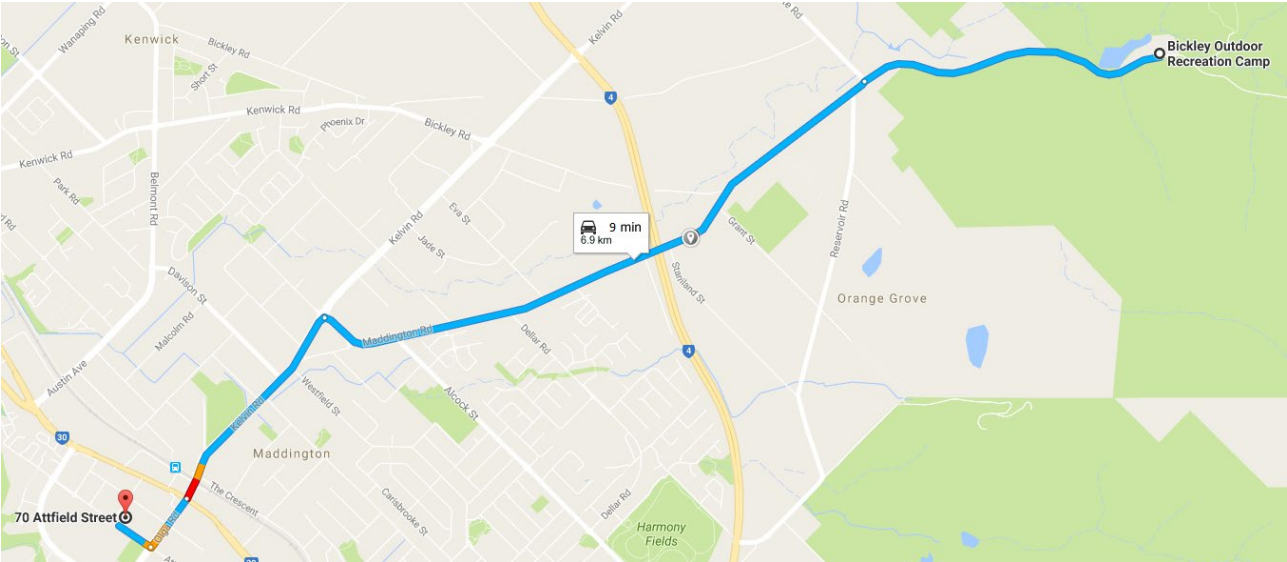 Wanaping Rd
Kenwick
Bickley Rd
Short St
Kelvin Rd
4
Bickley Outdoor
Recreation Camp
Kenwick Rd
Phoenix Dr
Bickley Rd
Kenwick Rd
Park Rd
Belmont Rd
Eva St
Kelvin Rd
Jade St
9 min
6.9 km
Grant St
Reservoir Rd
Davison St
Staniland St
Orange Grove
Malcolm Rd
Maddington Rd
Dellar Rd
4
Austin Ave
Westfield St
Alcock St
Kelvin Rd
30
Maddington
The Crescent
Carisbrooke St
Dellar Rd
70 Attfield Street
Harmony
Fields